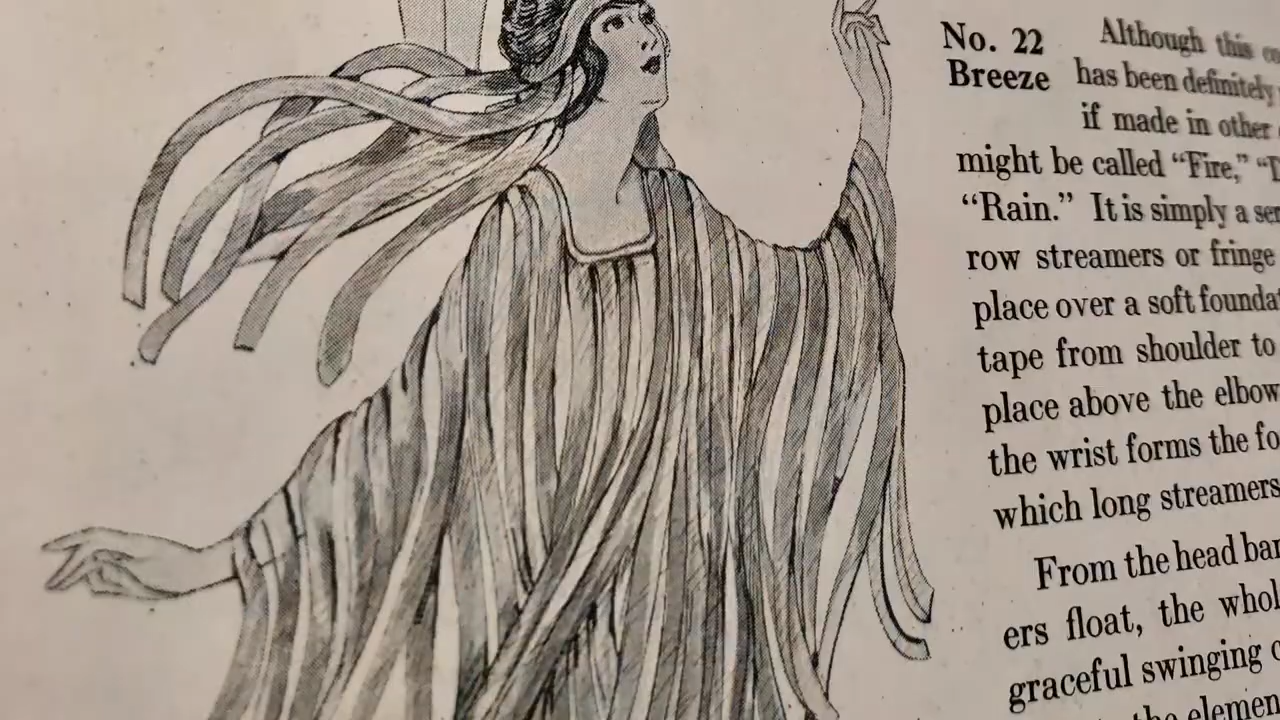 No. 22
Breeze
Although this
has been definitely
if made in other
might be called “Fire,”
“Rain.” It is simply a
row streamers or fringe
place over a soft
tape from shoulder to
place above the elbow
the wrist forms the
which long streamers
From the head
ers float, the
graceful swinging
the